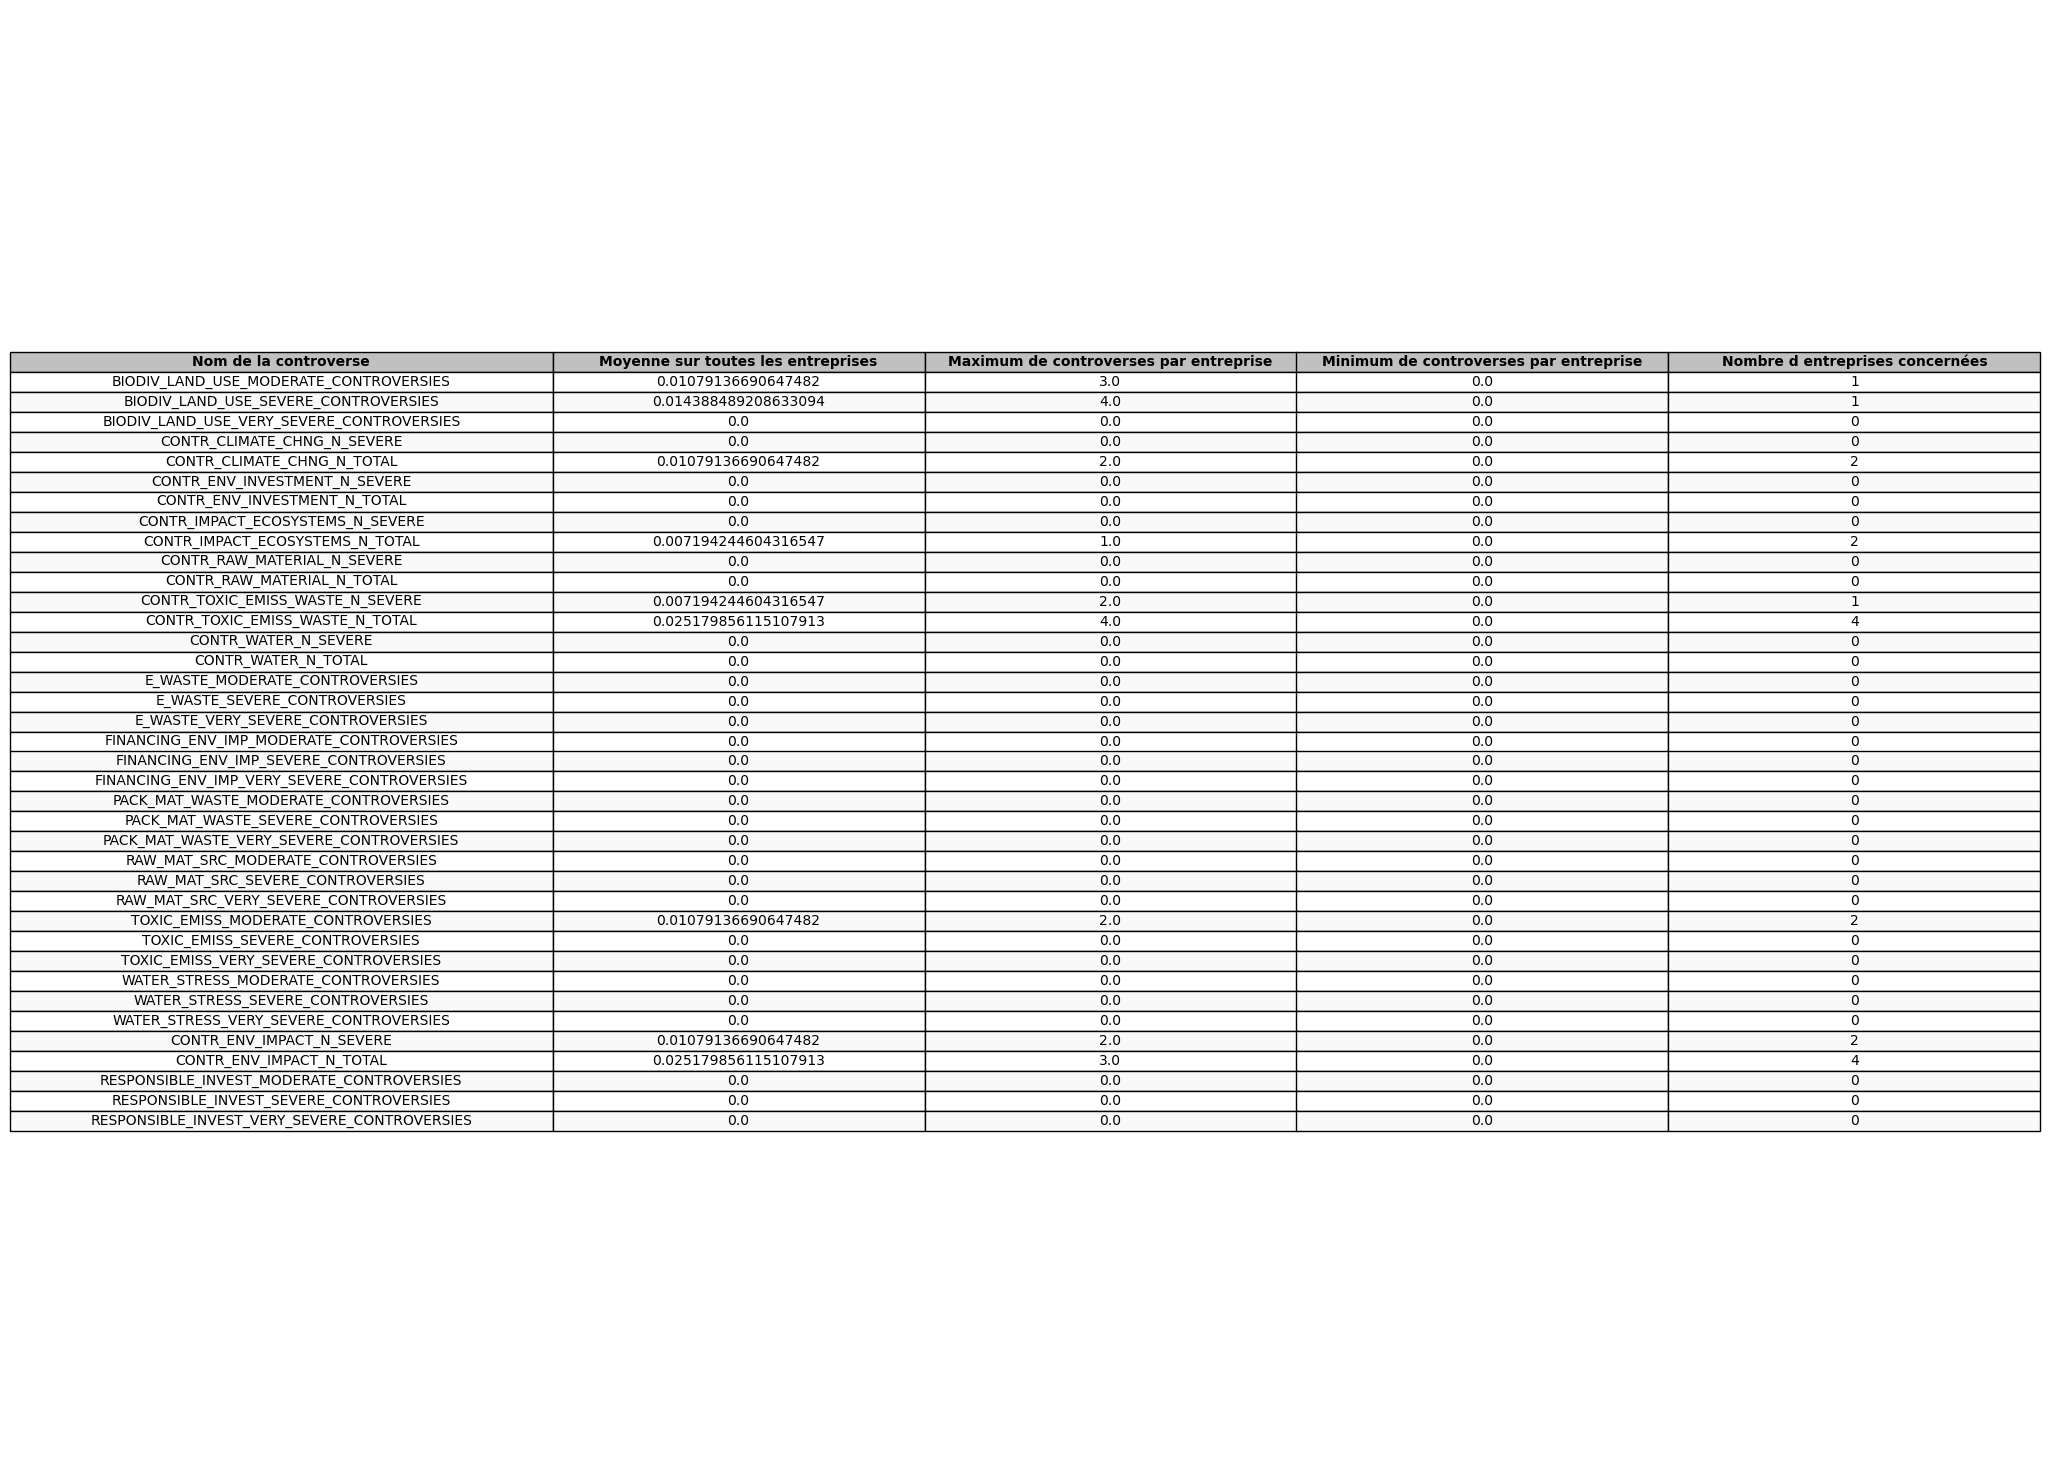 Nom de la controverse Moyenne sur toutes les entreprises Maximum de controverses par entreprise Minimum de controverses par entreprise Nombre d entreprises concernées
BIODIV_LAND_USE_MODERATE_CONTROVERSIES 0.01079136690647482 3.0 0.0 1
BIODIV_LAND_USE_SEVERE_CONTROVERSIES 0.014388489208633094 4.0 0.0 1
BIODIV_LAND_USE_VERY_SEVERE_CONTROVERSIES 0.0 0.0 0.0 0
CONTR_CLIMATE_CHNG_N_SEVERE 0.0 0.0 0.0 0
CONTR_CLIMATE_CHNG_N_TOTAL 0.01079136690647482 2.0 0.0 2
CONTR_ENV_INVESTMENT_N_SEVERE 0.0 0.0 0.0 0
CONTR_ENV_INVESTMENT_N_TOTAL 0.0 0.0 0.0 0
CONTR_IMPACT_ECOSYSTEMS_N_SEVERE 0.0 0.0 0.0 0
CONTR_IMPACT_ECOSYSTEMS_N_TOTAL 0.007194244604316547 1.0 0.0 2
CONTR_RAW_MATERIAL_N_SEVERE 0.0 0.0 0.0 0
CONTR_RAW_MATERIAL_N_TOTAL 0.0 0.0 0.0 0
CONTR_TOXIC_EMISS_WASTE_N_SEVERE 0.007194244604316547 2.0 0.0 1
CONTR_TOXIC_EMISS_WASTE_N_TOTAL 0.025179856115107913 4.0 0.0 4
CONTR_WATER_N_SEVERE 0.0 0.0 0.0 0
CONTR_WATER_N_TOTAL 0.0 0.0 0.0 0
E_WASTE_MODERATE_CONTROVERSIES 0.0 0.0 0.0 0
E_WASTE_SEVERE_CONTROVERSIES 0.0 0.0 0.0 0
E_WASTE_VERY_SEVERE_CONTROVERSIES 0.0 0.0 0.0 0
FINANCING_ENV_IMP_MODERATE_CONTROVERSIES 0.0 0.0 0.0 0
FINANCING_ENV_IMP_SEVERE_CONTROVERSIES 0.0 0.0 0.0 0
FINANCING_ENV_IMP_VERY_SEVERE_CONTROVERSIES 0.0 0.0 0.0 0
PACK_MAT_WASTE_MODERATE_CONTROVERSIES 0.0 0.0 0.0 0
PACK_MAT_WASTE_SEVERE_CONTROVERSIES 0.0 0.0 0.0 0
PACK_MAT_WASTE_VERY_SEVERE_CONTROVERSIES 0.0 0.0 0.0 0
RAW_MAT_SRC_MODERATE_CONTROVERSIES 0.0 0.0 0.0 0
RAW_MAT_SRC_SEVERE_CONTROVERSIES 0.0 0.0 0.0 0
RAW_MAT_SRC_VERY_SEVERE_CONTROVERSIES 0.0 0.0 0.0 0
TOXIC_EMISS_MODERATE_CONTROVERSIES 0.01079136690647482 2.0 0.0 2
TOXIC_EMISS_SEVERE_CONTROVERSIES 0.0 0.0 0.0 0
TOXIC_EMISS_VERY_SEVERE_CONTROVERSIES 0.0 0.0 0.0 0
WATER_STRESS_MODERATE_CONTROVERSIES 0.0 0.0 0.0 0
WATER_STRESS_SEVERE_CONTROVERSIES 0.0 0.0 0.0 0
WATER_STRESS_VERY_SEVERE_CONTROVERSIES 0.0 0.0 0.0 0
CONTR_ENV_IMPACT_N_SEVERE 0.01079136690647482 2.0 0.0 2
CONTR_ENV_IMPACT_N_TOTAL 0.025179856115107913 3.0 0.0 4
RESPONSIBLE_INVEST_MODERATE_CONTROVERSIES 0.0 0.0 0.0 0
RESPONSIBLE_INVEST_SEVERE_CONTROVERSIES 0.0 0.0 0.0 0
RESPONSIBLE_INVEST_VERY_SEVERE_CONTROVERSIES 0.0 0.0 0.0 0